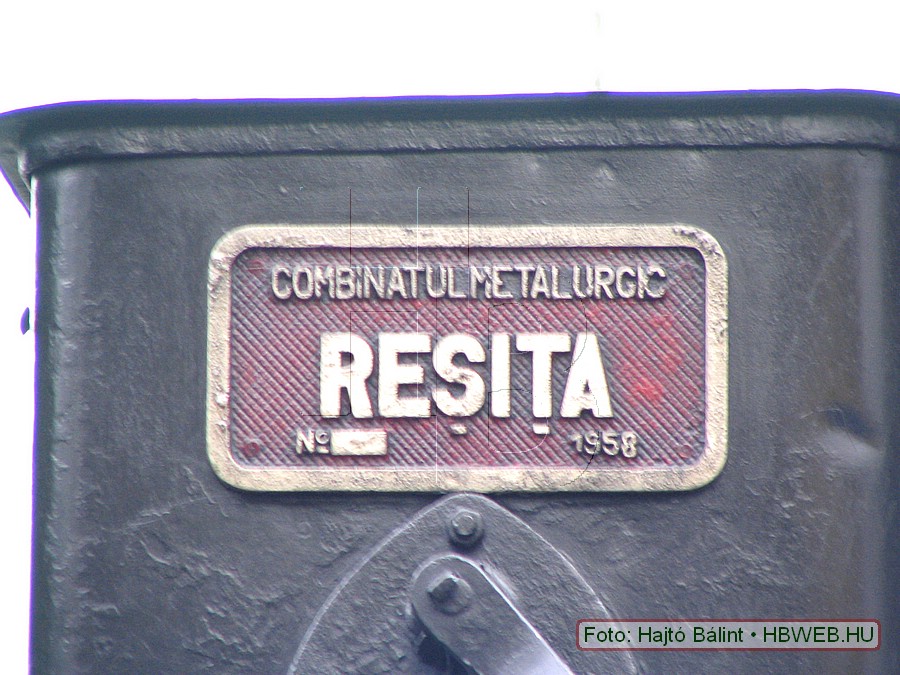 COMBINATUL METALURGIC
REȘIȚA
Nº 1958
Foto: Hajtó Bálint • HBWEB.HU